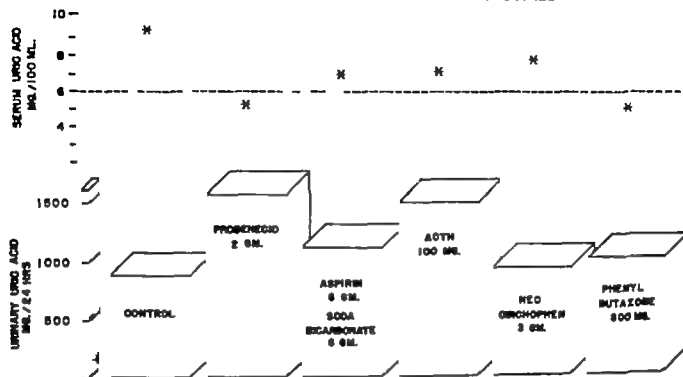 SERUM URIC ACID
MG./100 ML.
10
8
6
4
URINARY URIC ACID
MG./24 HRS
1500
1000
500
CONTROL
PROBENECID
2 GM.
ASPIRIN
6 GM.
SODA
BICARBONATE
6 GM.
ACTH
100 MG.
NEO
CINCHOPHEN
3 GM.
PHENYL
BUTAZONE
800 MG.